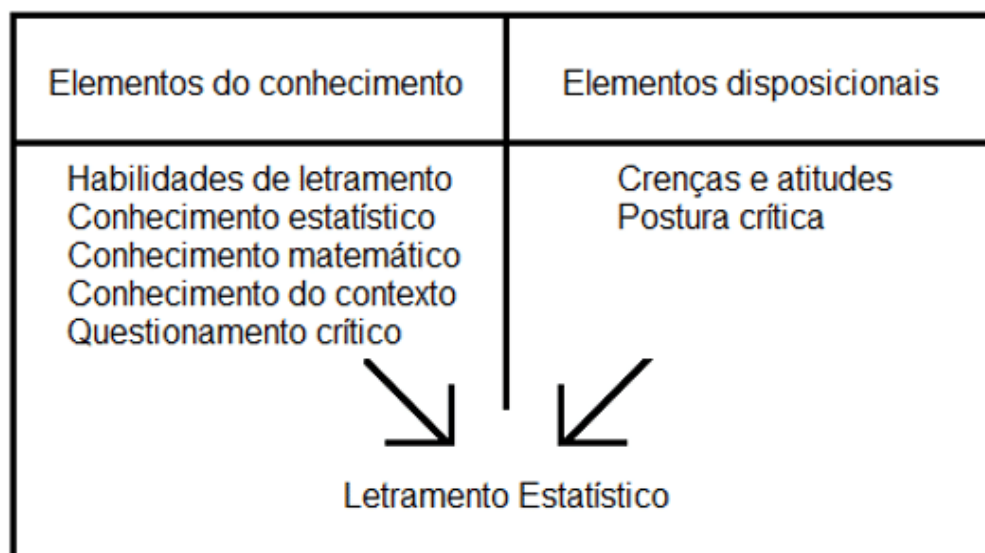 Elementos do conhecimento
Elementos disposicionais
Habilidades de letramento
Conhecimento estatístico
Conhecimento matemático
Conhecimento do contexto
Questionamento crítico
Crenças e atitudes
Postura crítica
Letramento Estatístico